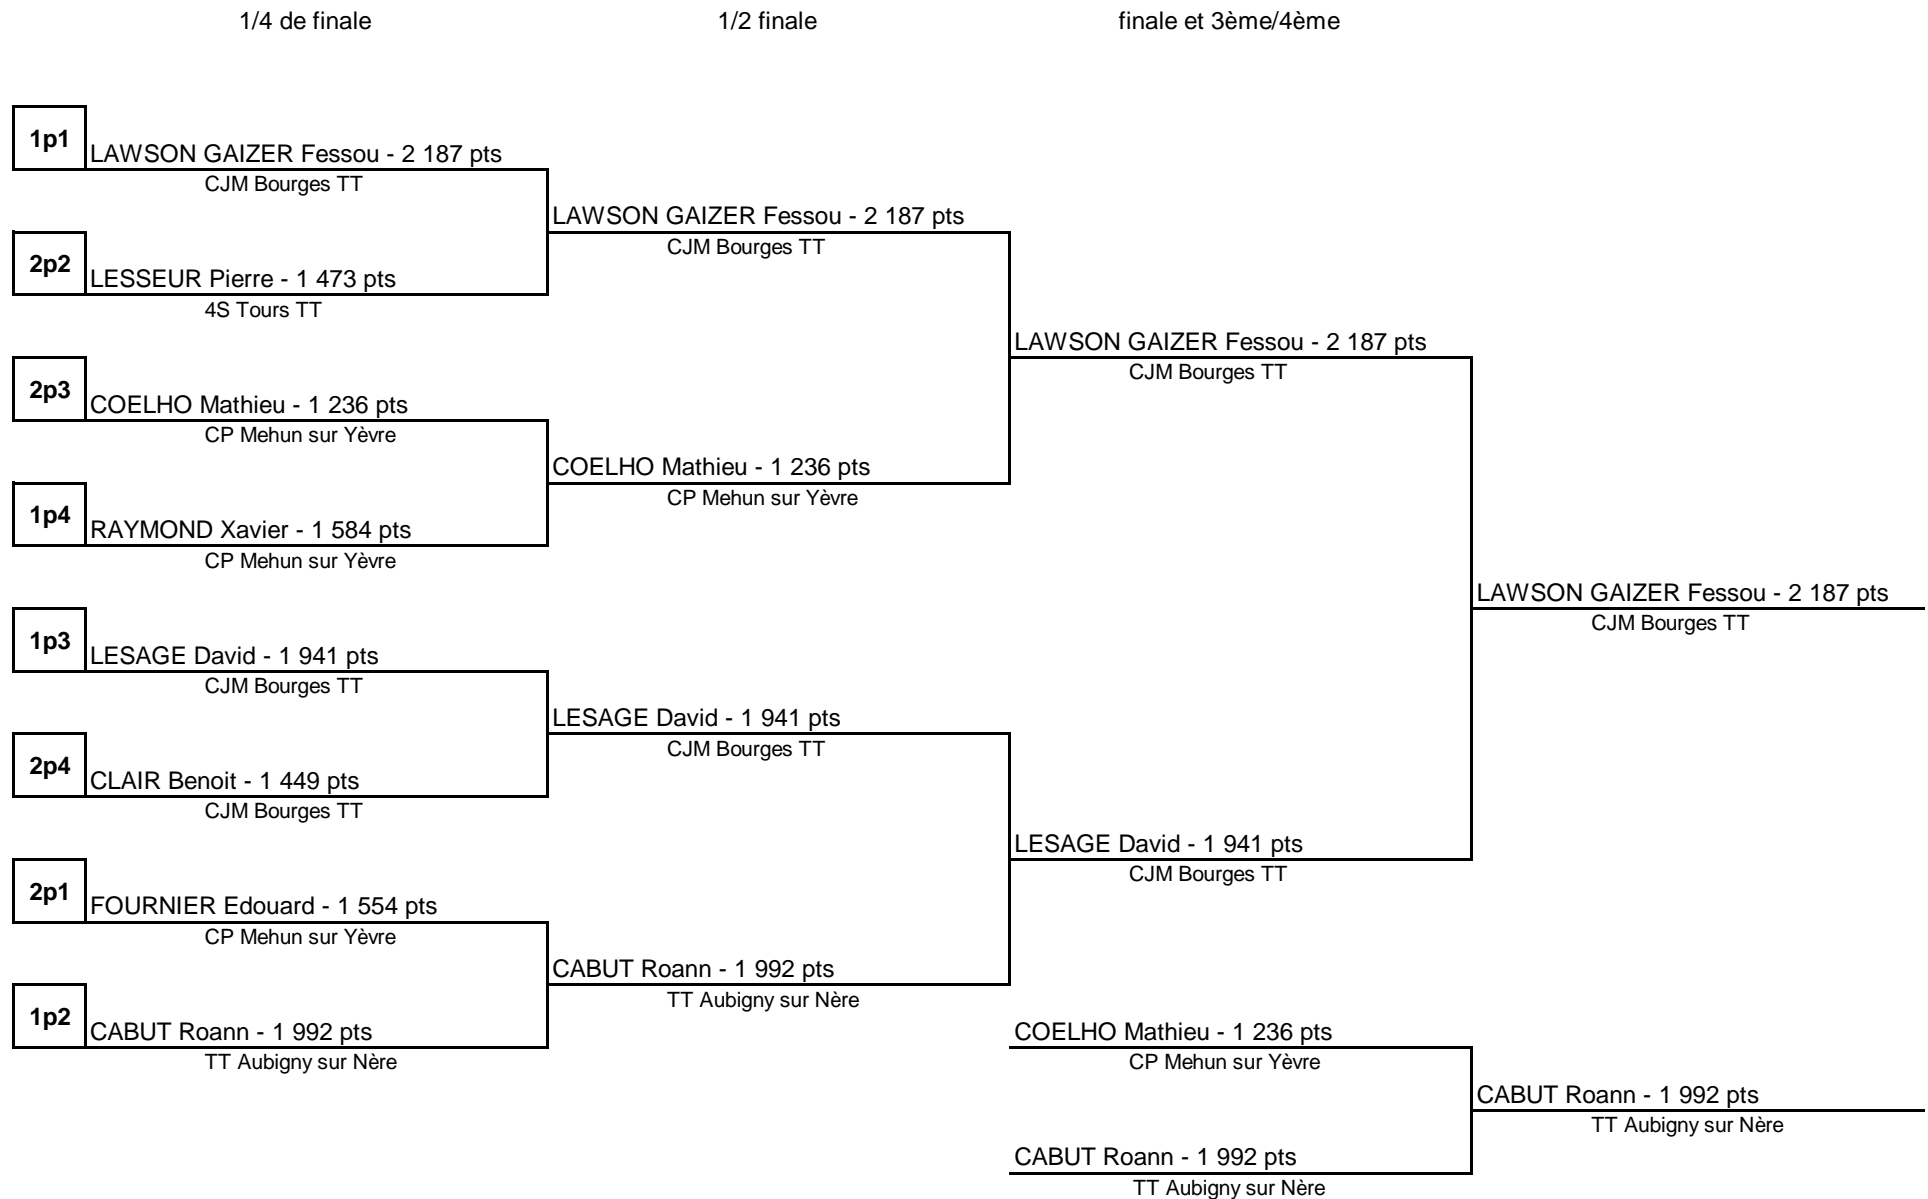 1/4 de finale
1/2 finale
finale et 3ème/4ème
1p1
LAWSON GAIZER Fessou - 2 187 pts
CJM Bourges TT
2p2
LESSEUR Pierre - 1 473 pts
4S Tours TT
2p3
COELHO Mathieu - 1 236 pts
CP Mehun sur Yèvre
1p4
RAYMOND Xavier - 1 584 pts
CP Mehun sur Yèvre
1p3
LESAGE David - 1 941 pts
CJM Bourges TT
2p4
CLAIR Benoit - 1 449 pts
CJM Bourges TT
2p1
FOURNIER Edouard - 1 554 pts
CP Mehun sur Yèvre
1p2
CABUT Roann - 1 992 pts
TT Aubigny sur Nère
LAWSON GAIZER Fessou - 2 187 pts
CJM Bourges TT
COELHO Mathieu - 1 236 pts
CP Mehun sur Yèvre
LESAGE David - 1 941 pts
CJM Bourges TT
CABUT Roann - 1 992 pts
TT Aubigny sur Nère
LAWSON GAIZER Fessou - 2 187 pts
CJM Bourges TT
LESAGE David - 1 941 pts
CJM Bourges TT
COELHO Mathieu - 1 236 pts
CP Mehun sur Yèvre
CABUT Roann - 1 992 pts
TT Aubigny sur Nère
LAWSON GAIZER Fessou - 2 187 pts
CJM Bourges TT
CABUT Roann - 1 992 pts
TT Aubigny sur Nère